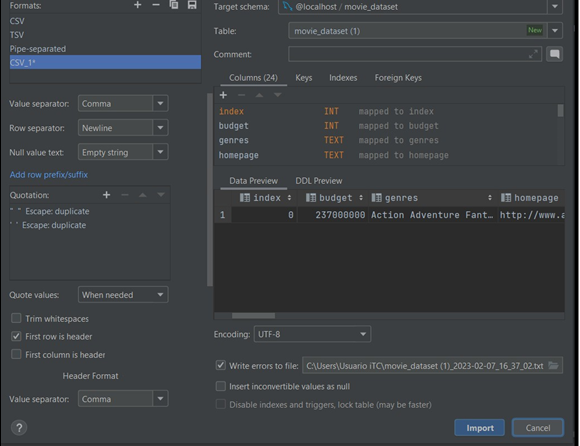 Formats:
CSV
TSV
Pipe-separated
CSV_1*
Value separator: Comma
Row separator: Newline
Null value text: Empty string
Add row prefix/suffix
Quotation:
" " Escape: duplicate
' ' Escape: duplicate
Quote values: When needed
Trim whitespaces
First row is header
First column is header
Header Format
Value separator: Comma
?
Target schema: @localhost / movie_dataset
Table: movie_dataset (1) New
Comment:
Columns (24) Keys Indexes Foreign Keys
index INT mapped to index
budget INT mapped to budget
genres TEXT mapped to genres
homepage TEXT mapped to homepage
Data Preview DDL Preview
index budget genres homepage
1 0 237000000 Action Adventure Fant… http://www.a
Encoding: UTF-8
Write errors to file: C:\Users\Usuario iTC\movie_dataset (1)_2023-02-07_16_37_02.txt
Insert inconvertible values as null
Disable indexes and triggers, lock table (may be faster)
Import Cancel